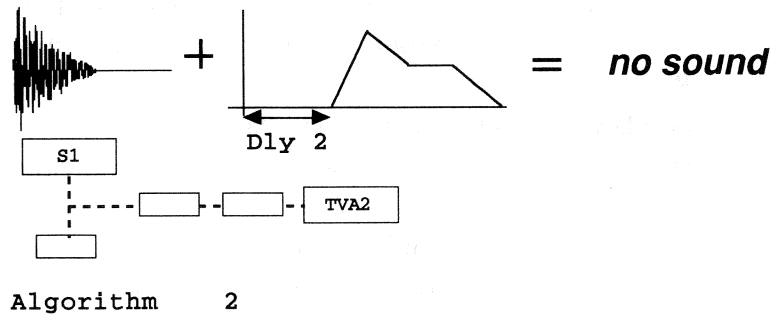 + = no sound
Dly 2
S1
TVA2
Algorithm 2